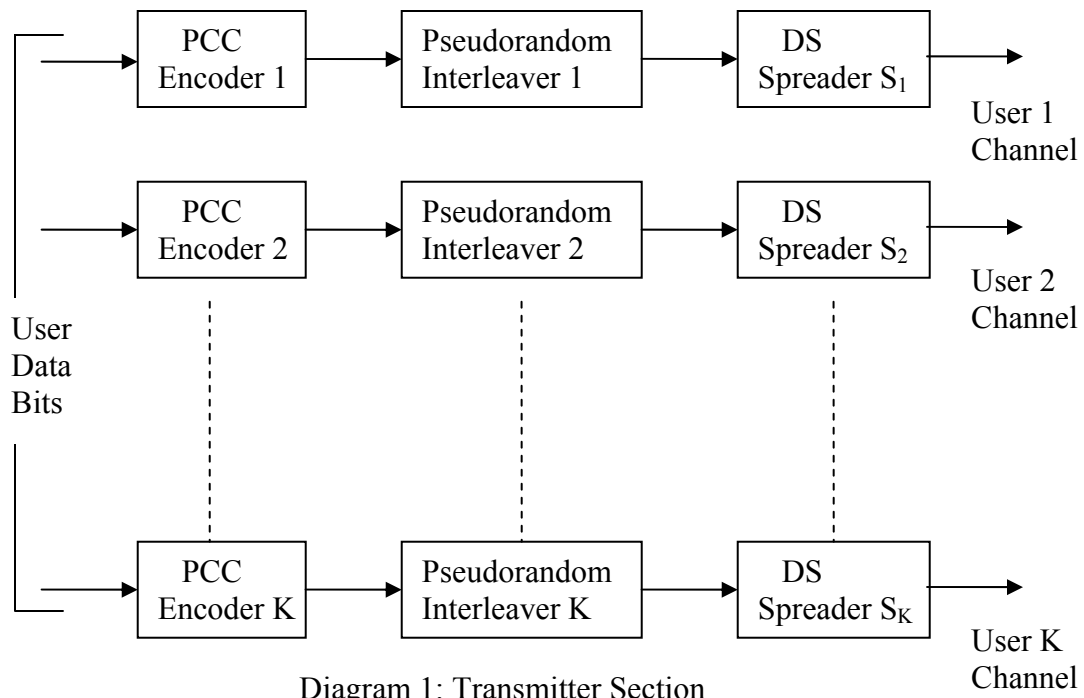 PCC
Encoder 1
Pseudorandom
Interleaver 1
DS
Spreader S₁
User 1
Channel
PCC
Encoder 2
Pseudorandom
Interleaver 2
DS
Spreader S₂
User 2
Channel
User
Data
Bits
PCC
Encoder K
Pseudorandom
Interleaver K
DS
Spreader Sₖ
User K
Channel
Diagram 1: Transmitter Section